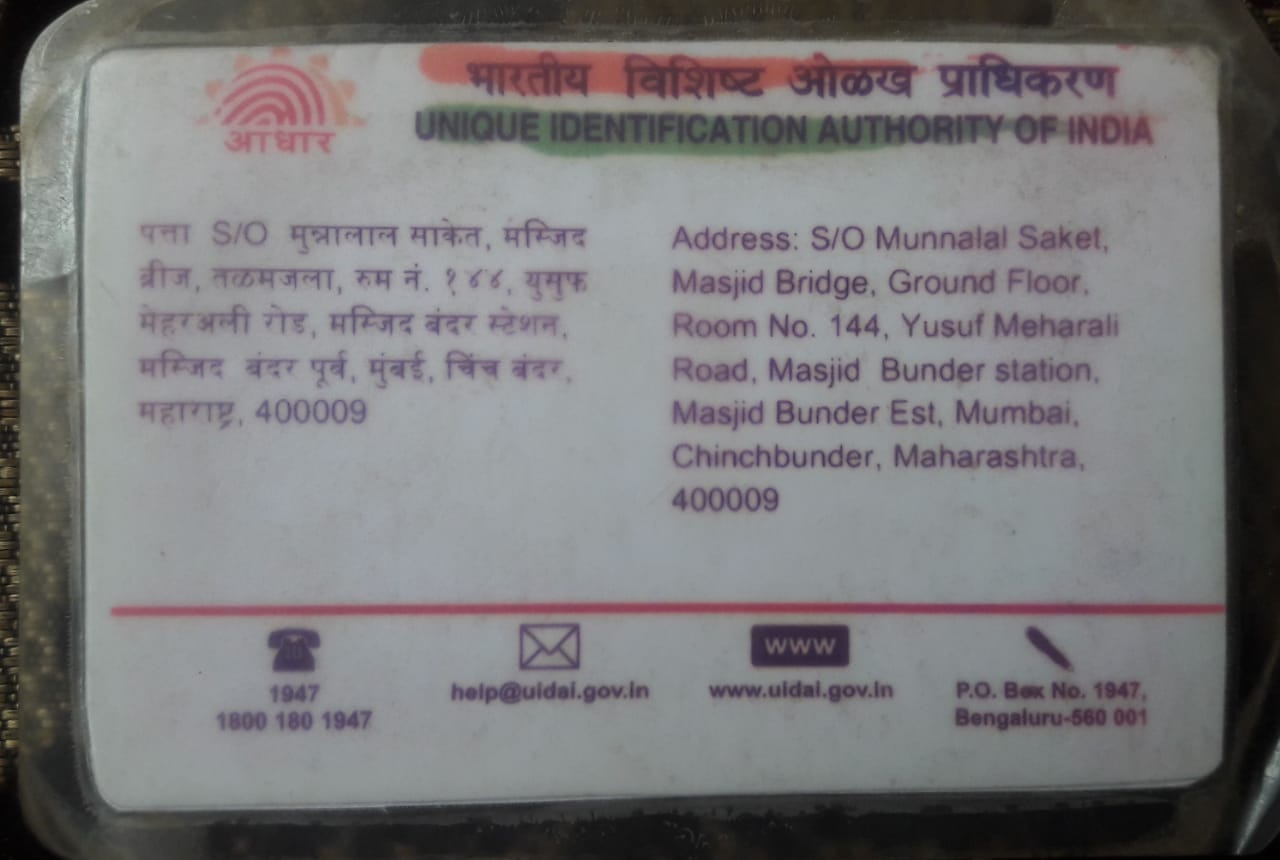 आधार
भारतीय विशिष्ट ओळख प्राधिकरण
UNIQUE IDENTIFICATION AUTHORITY OF INDIA
पत्ता S/O मुन्नालाल साकेत, मस्जिद
ब्रीज, तळमजला, रुम नं. १४४, युसुफ
मेहरअली रोड, मस्जिद बंदर स्टेशन,
मस्जिद बंदर पूर्व, मुंबई, चिंच बंदर,
महाराष्ट्र, 400009
Address: S/O Munnalal Saket,
Masjid Bridge, Ground Floor,
Room No. 144, Yusuf Meharali
Road, Masjid Bunder station,
Masjid Bunder Est, Mumbai,
Chinchbunder, Maharashtra,
400009
1947
1800 180 1947
help@uidai.gov.in
www
www.uidai.gov.in
P.O. Box No. 1947,
Bengaluru-560 001